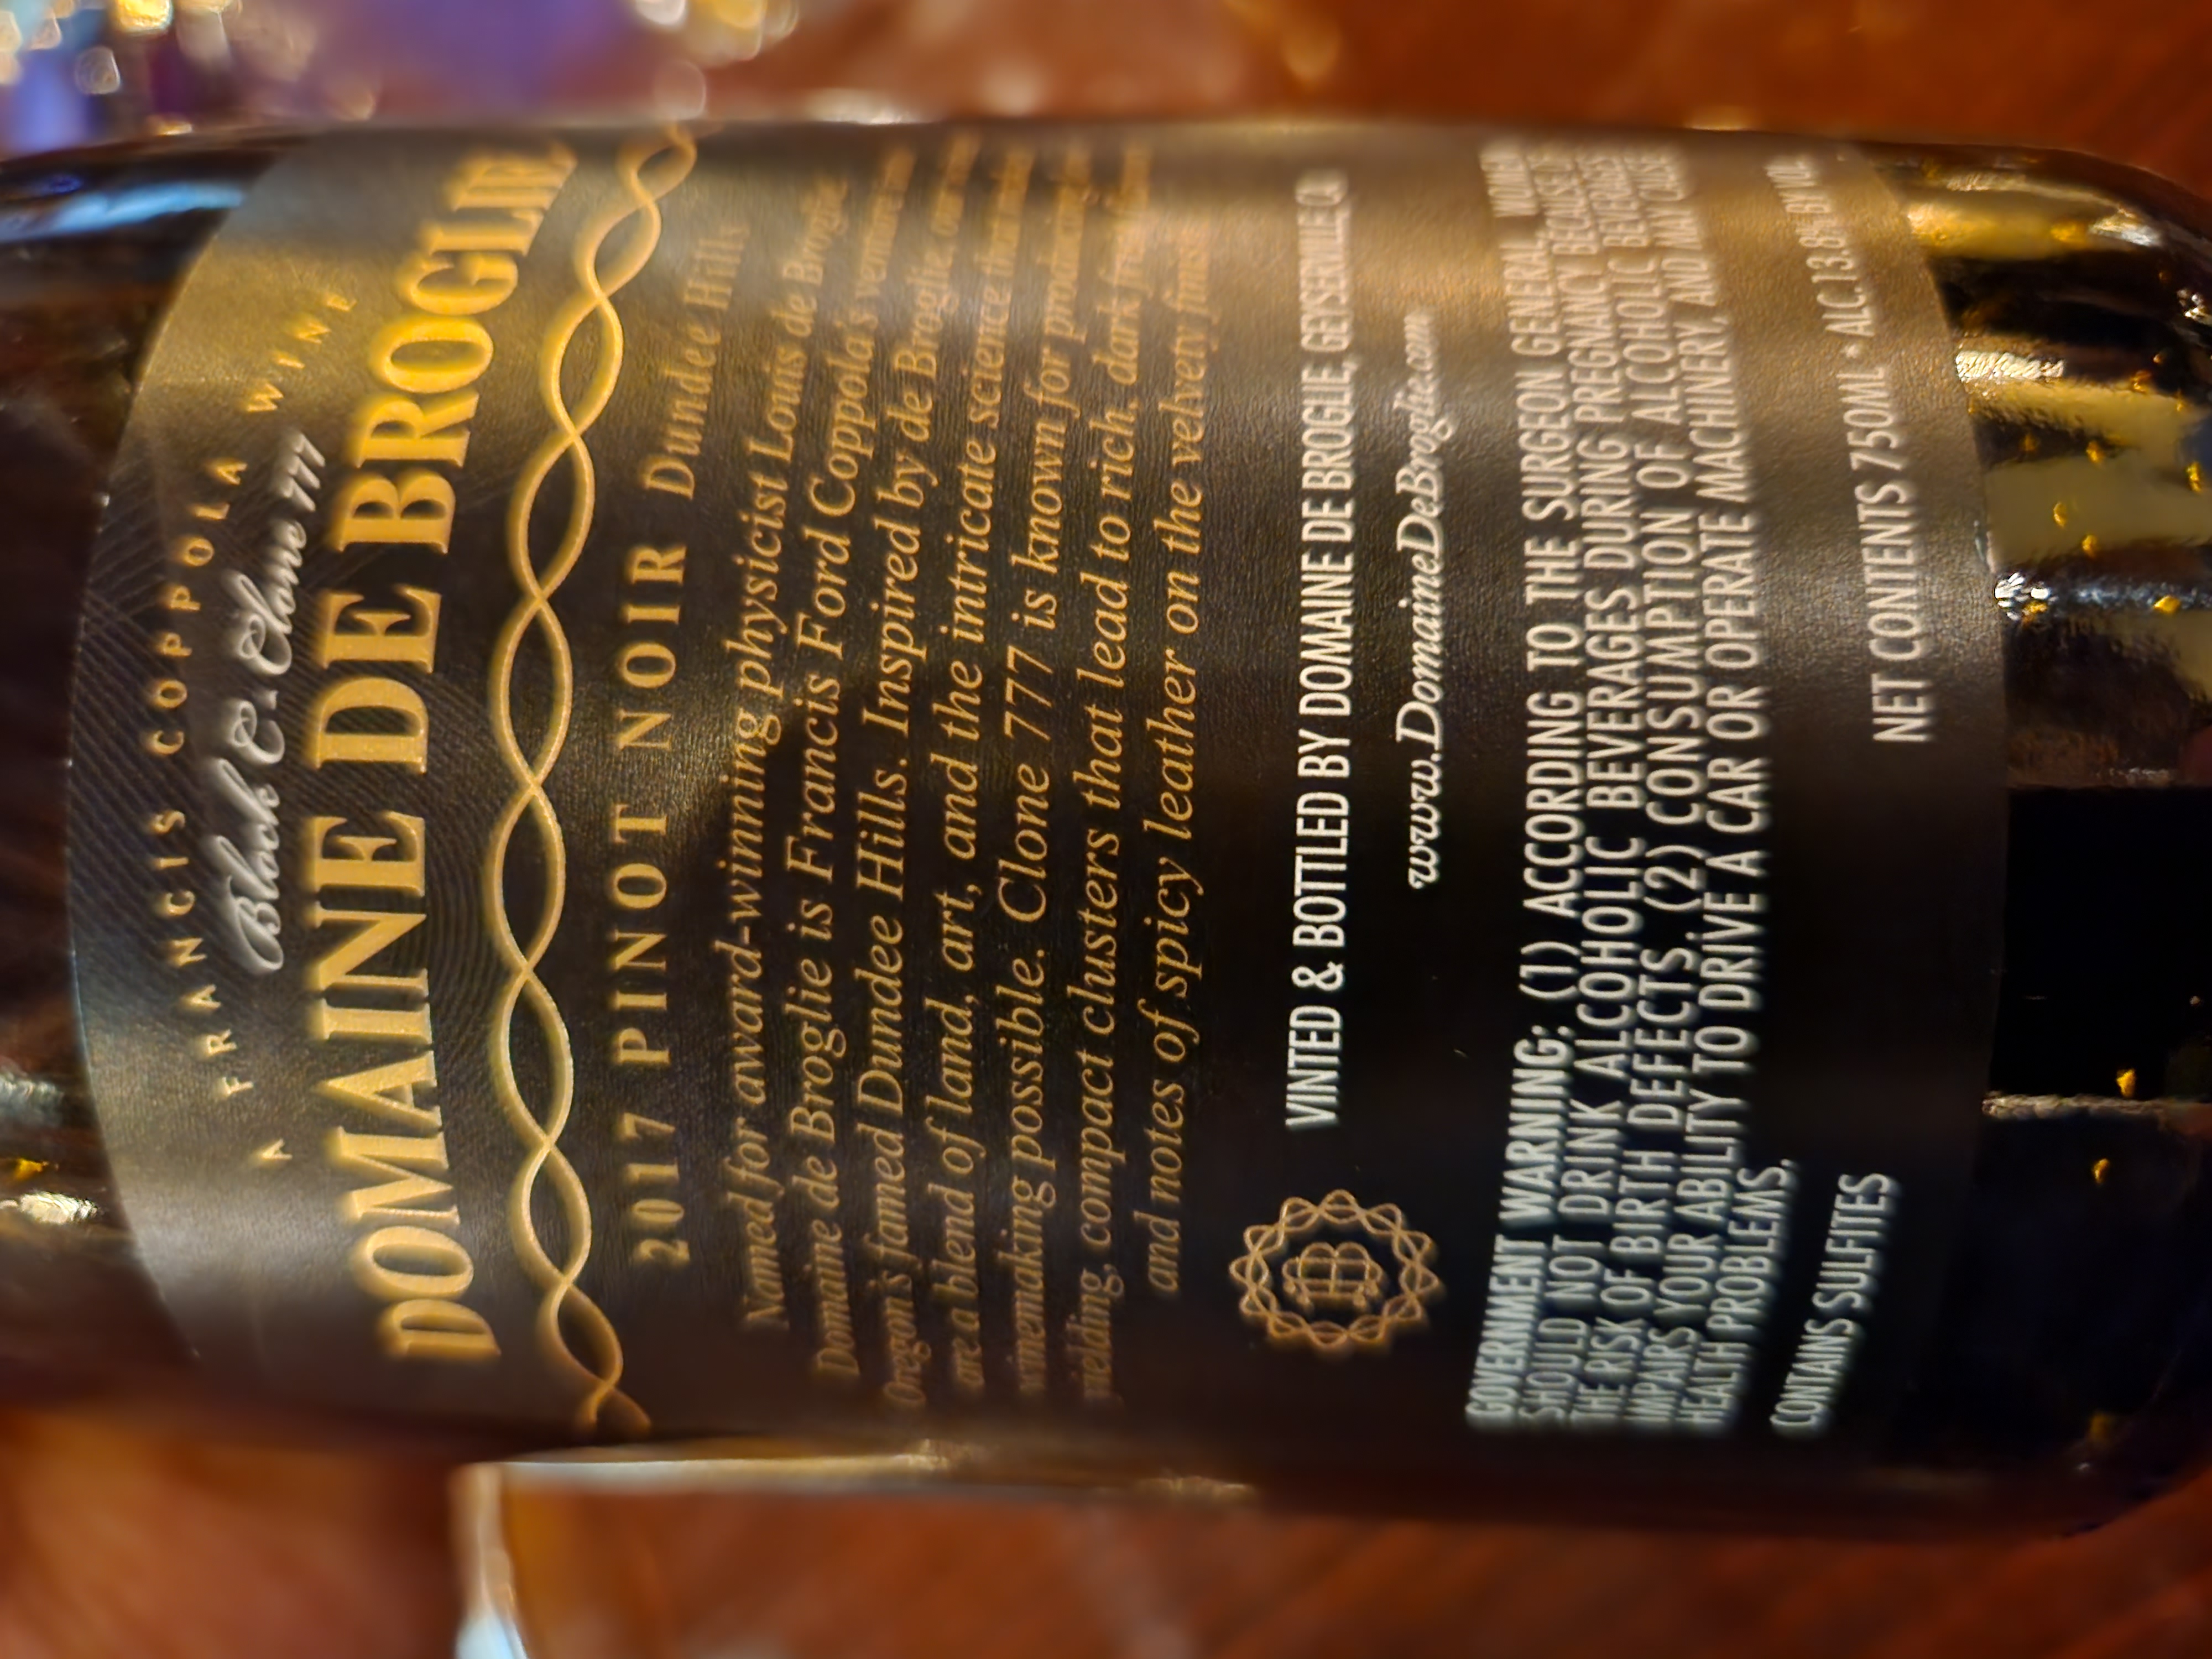 A FRANCIS COPPOLA WINE
Block E. Clone 777
DOMAINE DE BROGLIE
2017 PINOT NOIR Dundee Hills
Named for award-winning physicist Louis de Broglie
Domaine de Broglie is Francis Ford Coppola's venture
Oregon's famed Dundee Hills. Inspired by de Broglie, our
are a blend of land, art, and the intricate science that
winemaking possible. Clone 777 is known for producing
yielding, compact clusters that lead to rich, dark
and notes of spicy leather on the velvety finish
VINTED & BOTTLED BY DOMAINE DE BROGLIE, GEYSERVILLE
www.DomaineDeBroglie.com
GOVERNMENT WARNING: (1) ACCORDING TO THE SURGEON GENERAL, WOMEN
SHOULD NOT DRINK ALCOHOLIC BEVERAGES DURING PREGNANCY BECAUSE OF
THE RISK OF BIRTH DEFECTS. (2) CONSUMPTION OF ALCOHOLIC BEVERAGES
IMPAIRS YOUR ABILITY TO DRIVE A CAR OR OPERATE MACHINERY, AND MAY CAUSE
HEALTH PROBLEMS.
CONTAINS SULFITES
NET CONTENTS 750ML • ALC. 13.8% BY VOL.